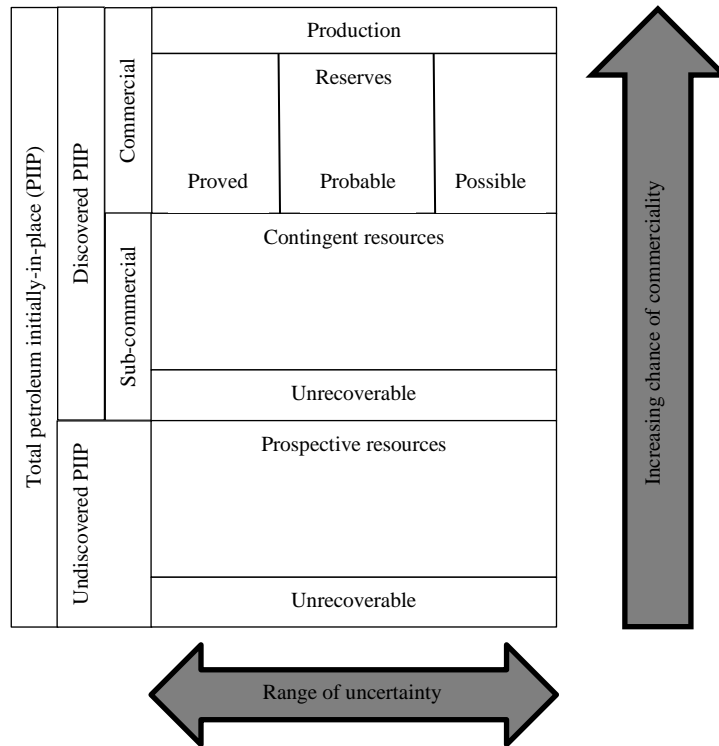 Total petroleum initially-in-place (PIIP)
Discovered PIIP
Undiscovered PIIP
Commercial
Sub-commercial
Production
Reserves
Proved
Probable
Possible
Contingent resources
Unrecoverable
Prospective resources
Unrecoverable
Increasing chance of commerciality
Range of uncertainty